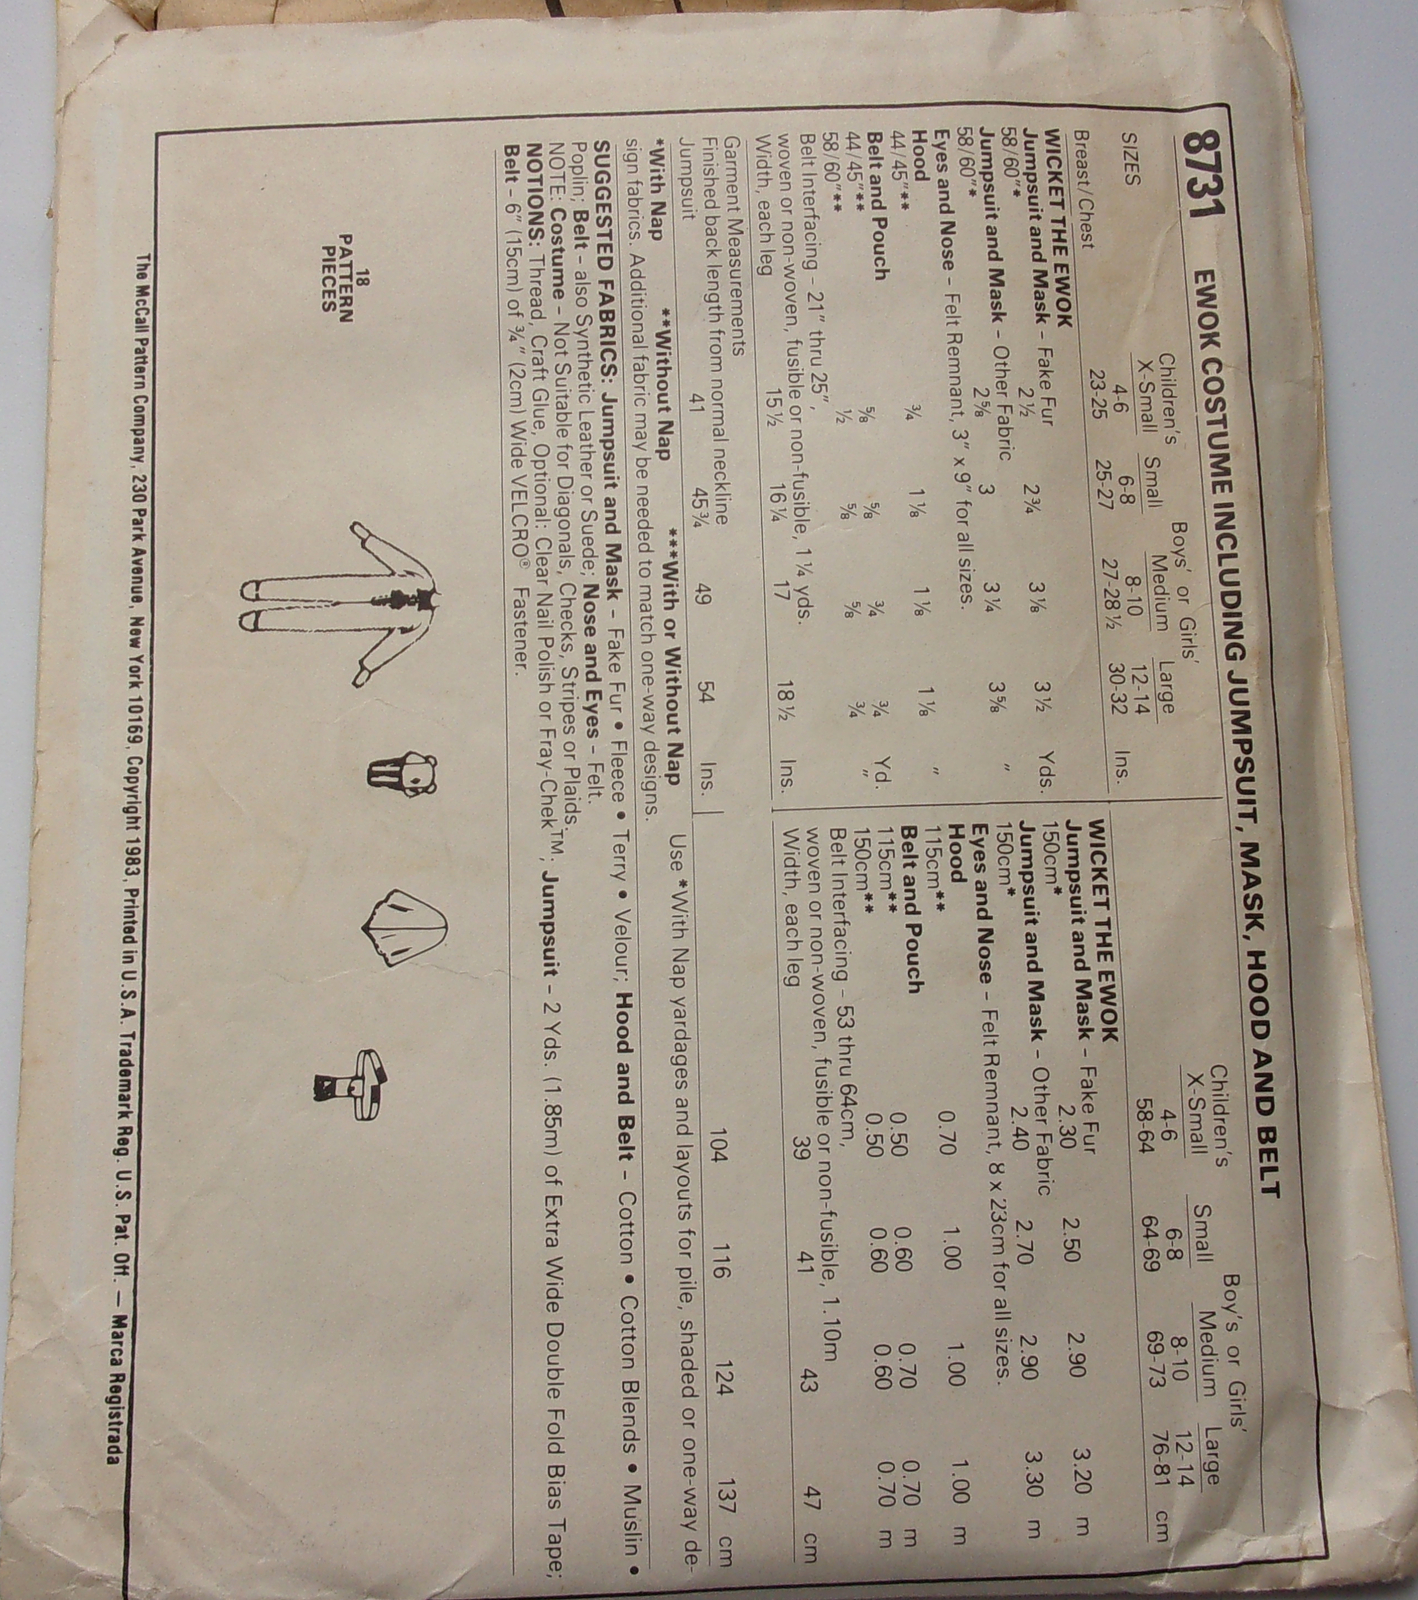 8731 EWOK COSTUME INCLUDING JUMPSUIT, MASK, HOOD AND BELT
Children's Boys' or Girls'
SIZES X-Small Small Medium Large
4-6 6-8 8-10 12-14
Breast/Chest 23-25 25-27 27-28½ 30-32 Ins.
WICKET THE EWOK
Jumpsuit and Mask – Fake Fur
58/60"* 2½ 2¾ 3⅛ 3½ Yds.
Jumpsuit and Mask – Other Fabric
58/60"* 2⅝ 3 3¼ 3⅝ "
Eyes and Nose – Felt Remnant, 3" x 9" for all sizes.
Hood
44/45"** ¾ 1⅛ 1⅛ 1⅛ "
Belt and Pouch
44/45"** ⅝ ⅝ ¾ ¾ Yd.
58/60"** ½ ⅝ ⅝ ¾ "
Belt Interfacing – 21" thru 25",
woven or non-woven, fusible or non-fusible, 1¼ yds.
Width, each leg 15½ 16¼ 17 18½ Ins.
Garment Measurements
Finished back length from normal neckline
Jumpsuit 41 45¾ 49 54 Ins.
Children's Boy's or Girls'
X-Small Small Medium Large
4-6 6-8 8-10 12-14
58-64 64-69 69-73 76-81 cm
WICKET THE EWOK
Jumpsuit and Mask – Fake Fur
150cm* 2.30 2.50 2.90 3.20 m
Jumpsuit and Mask – Other Fabric
150cm* 2.40 2.70 2.90 3.30 m
Eyes and Nose – Felt Remnant, 8 x 23cm for all sizes.
Hood
115cm** 0.70 1.00 1.00 1.00 m
Belt and Pouch
115cm** 0.50 0.60 0.70 0.70 m
150cm** 0.50 0.60 0.60 0.70 m
Belt Interfacing – 53 thru 64cm,
woven or non-woven, fusible or non-fusible, 1.10m
Width, each leg 39 41 43 47 cm
104 116 124 137 cm
*With Nap **Without Nap ***With or Without Nap Use *With Nap yardages and layouts for pile, shaded or one-way de-
sign fabrics. Additional fabric may be needed to match one-way designs.
SUGGESTED FABRICS: Jumpsuit and Mask – Fake Fur • Fleece • Terry • Velour; Hood and Belt – Cotton • Cotton Blends • Muslin •
Poplin; Belt – also Synthetic Leather or Suede; Nose and Eyes – Felt.
NOTE: Costume – Not Suitable for Diagonals, Checks, Stripes or Plaids.
NOTIONS: Thread, Craft Glue, Optional: Clear Nail Polish or Fray-Chek™; Jumpsuit – 2 Yds. (1.85m) of Extra Wide Double Fold Bias Tape;
Belt – 6" (15cm) of ¾" (2cm) Wide VELCRO® Fastener.
18
PATTERN
PIECES
The McCall Pattern Company, 230 Park Avenue, New York 10169, Copyright 1983, Printed in U.S.A. Trademark Reg. U.S. Pat. Off. — Marca Registrada